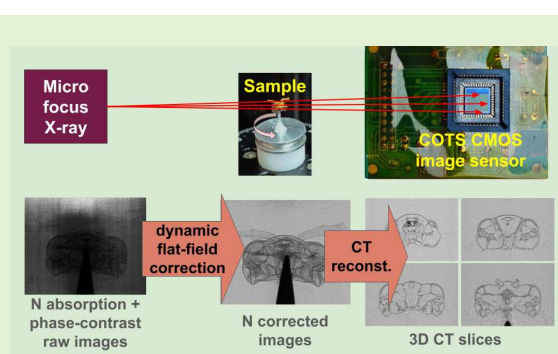 Micro
focus
X-ray
Sample
COTS CMOS
image sensor
dynamic
flat-field
correction
CT
reconst.
N absorption +
phase-contrast
raw images
N corrected
images
3D CT slices